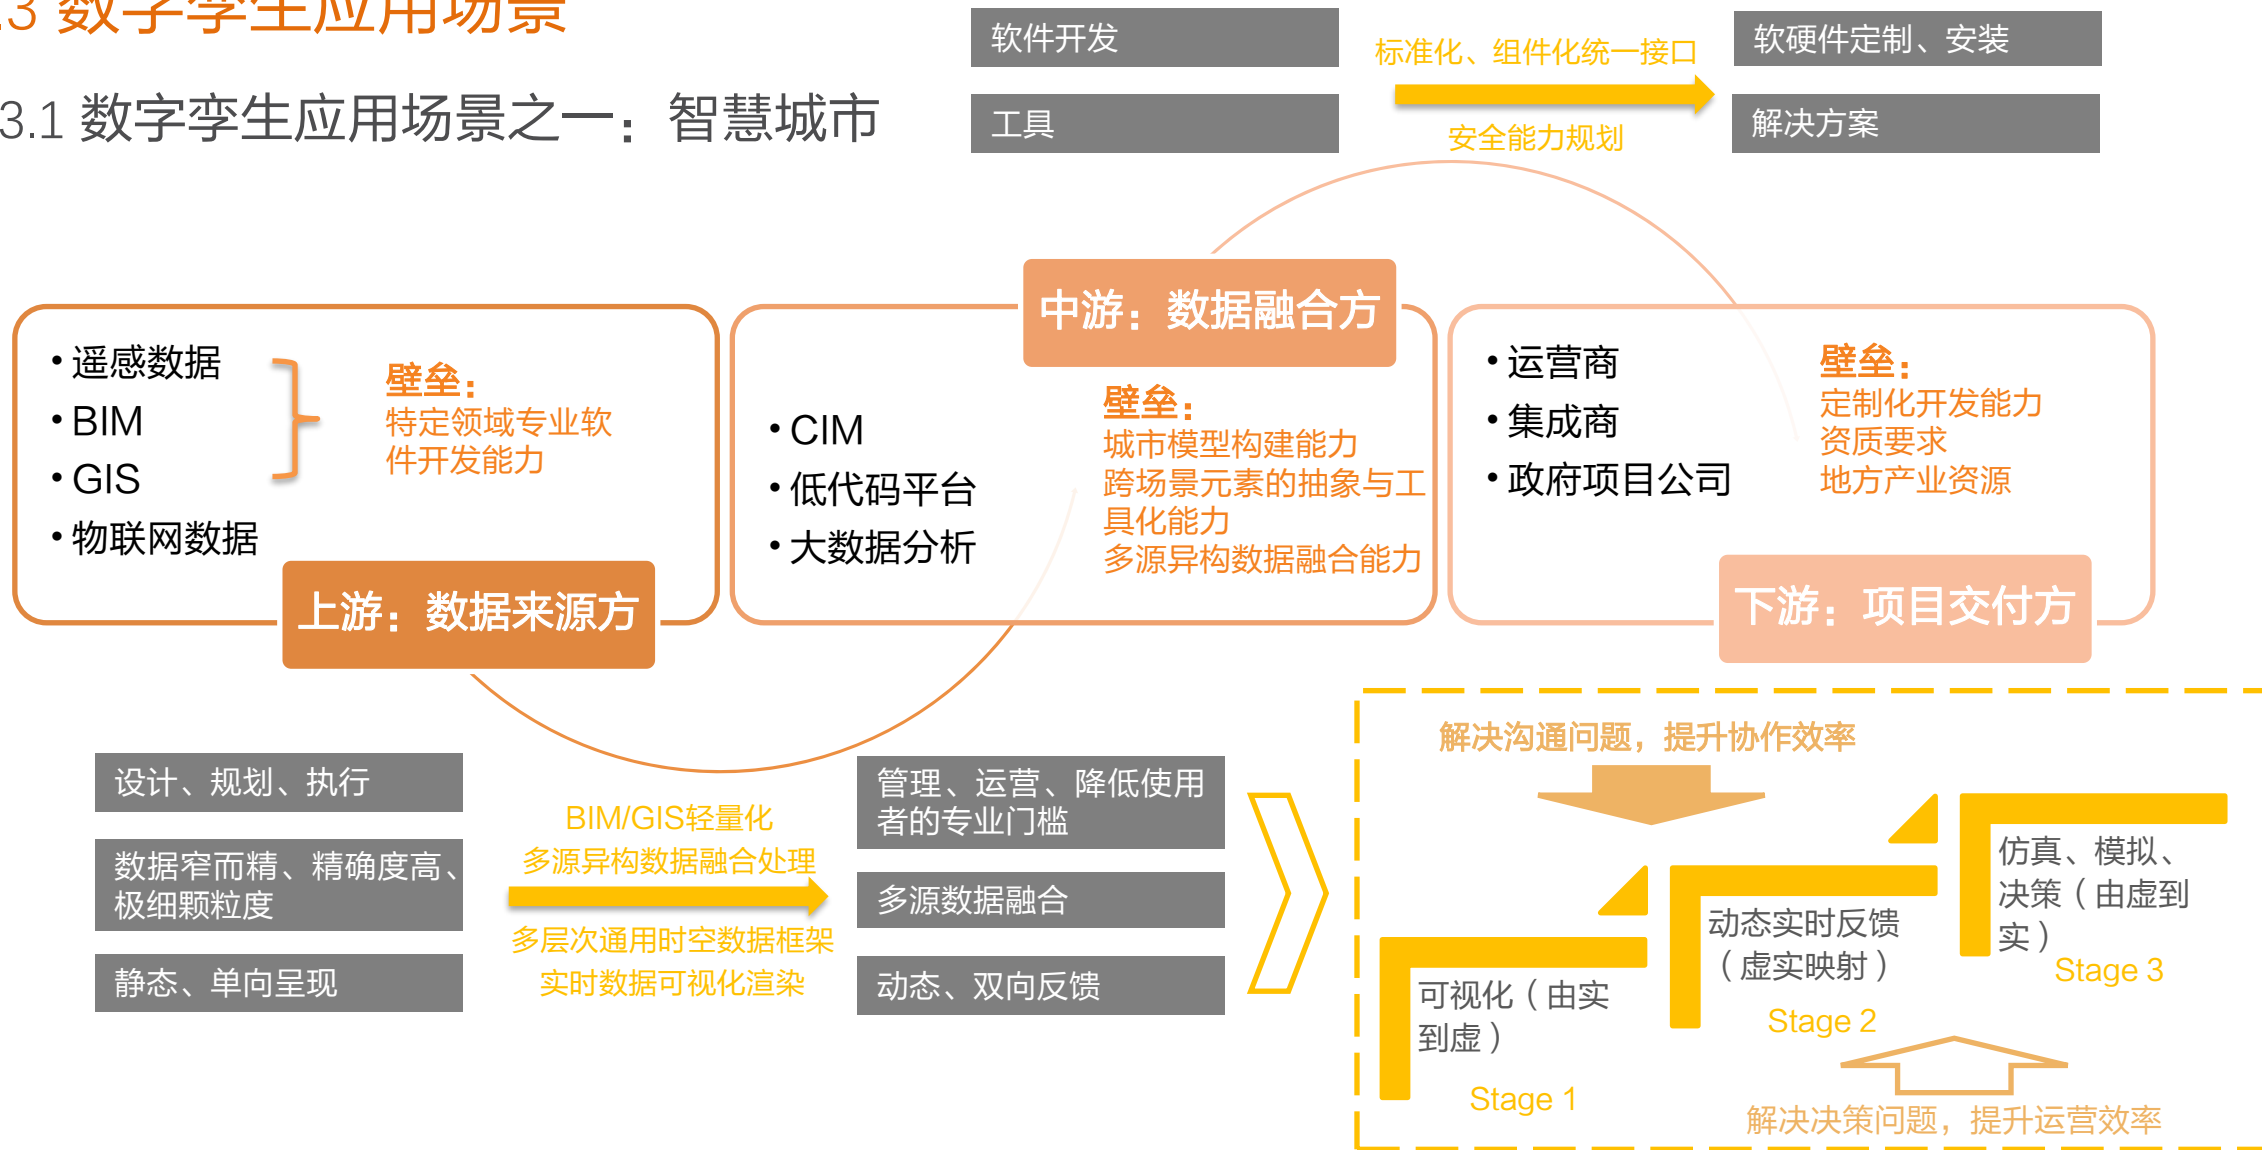 .3 数字孪生应用场景
3.1 数字孪生应用场景之一：智慧城市
软件开发
工具
标准化、组件化统一接口
安全能力规划
软硬件定制、安装
解决方案
• 遥感数据
• BIM
• GIS
• 物联网数据
壁垒：
特定领域专业软
件开发能力
上游：数据来源方
中游：数据融合方
• CIM
• 低代码平台
• 大数据分析
壁垒：
城市模型构建能力
跨场景元素的抽象与工
具化能力
多源异构数据融合能力
• 运营商
• 集成商
• 政府项目公司
壁垒：
定制化开发能力
资质要求
地方产业资源
下游：项目交付方
设计、规划、执行
数据窄而精、精确度高、
极细颗粒度
静态、单向呈现
BIM/GIS轻量化
多源异构数据融合处理
多层次通用时空数据框架
实时数据可视化渲染
管理、运营、降低使用
者的专业门槛
多源数据融合
动态、双向反馈
解决沟通问题，提升协作效率
可视化（由实
到虚）
Stage 1
动态实时反馈
（虚实映射）
Stage 2
仿真、模拟、
决策（由虚到
实）
Stage 3
解决决策问题，提升运营效率